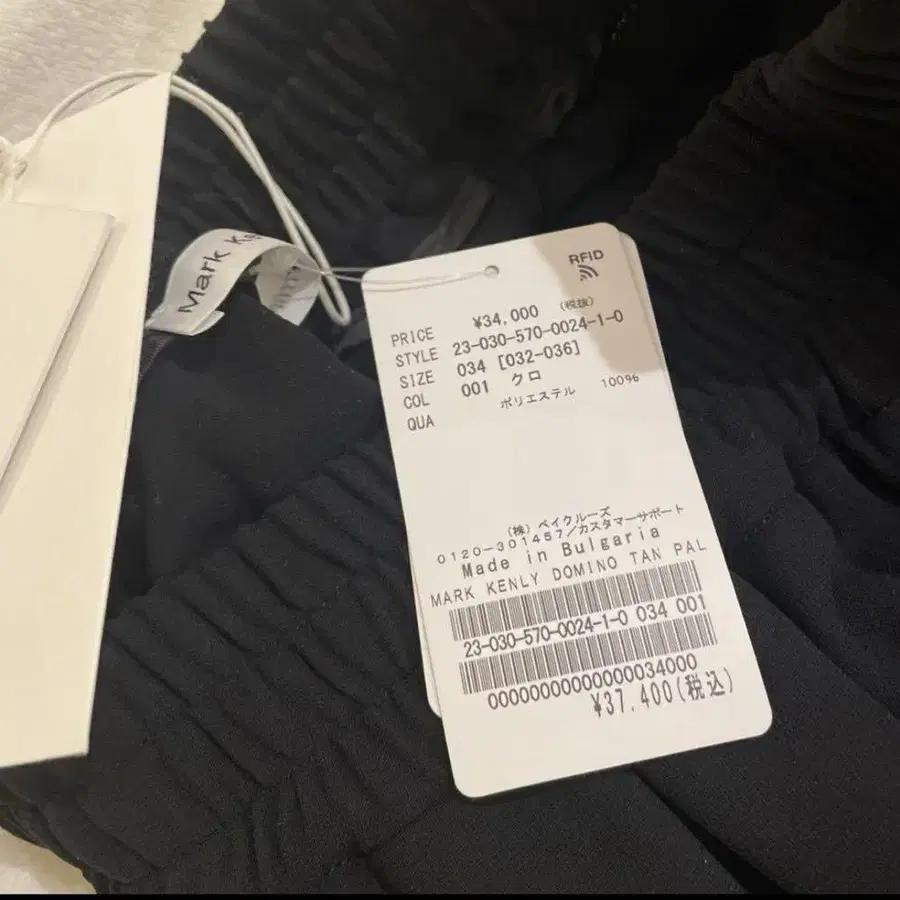 Mark Ke
RFID
PRICE ¥34,000 (税抜)
STYLE 23-030-570-0024-1-0
SIZE 034 [032-036]
COL 001 クロ
QUA ポリエステル 100%
(株) ベイクルーズ
0120-301457/カスタマーサポート
Made in Bulgaria
MARK KENLY DOMINO TAN PAL
23-030-570-0024-1-0 034 001
00000000000000034000
¥37,400(税込)